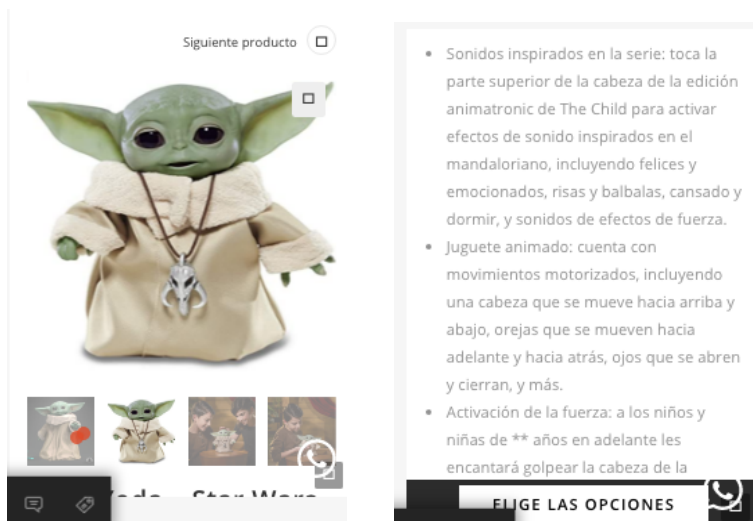 Siguiente producto
Sonidos inspirados en la serie: toca la
parte superior de la cabeza de la edición
animatronic de The Child para activar
efectos de sonido inspirados en el
mandaloriano, incluyendo felices y
emocionados, risas y balbalas, cansado y
dormir, y sonidos de efectos de fuerza.
Juguete animado: cuenta con
movimientos motorizados, incluyendo
una cabeza que se mueve hacia arriba y
abajo, orejas que se mueven hacia
adelante y hacia atrás, ojos que se abren
y cierran, y más.
Activación de la fuerza: a los niños y
niñas de ** años en adelante les
encantará golpear la cabeza de la
ELIGE LAS OPCIONES